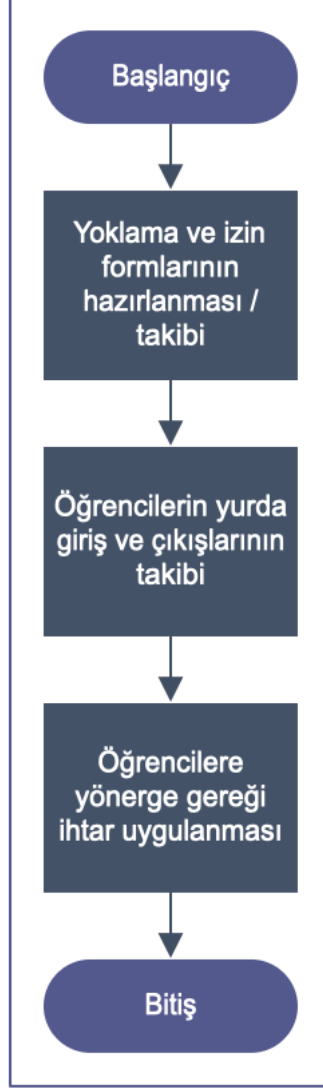 Başlangıç
Yoklama ve izin
formlarının
hazırlanması /
takibi
Öğrencilerin yurda
giriş ve çıkışlarının
takibi
Öğrencilere
yönerge gereği
ihtar uygulanması
Bitiş